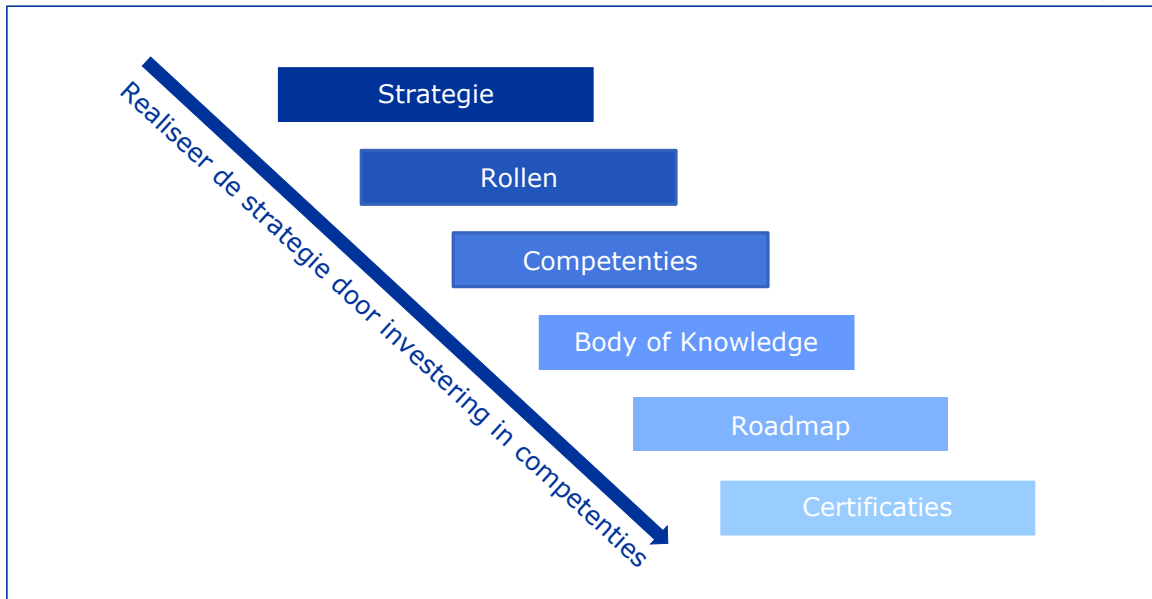 Strategie
Rollen
Competenties
Body of Knowledge
Roadmap
Certificaties
Realiseer de strategie door investering in competenties